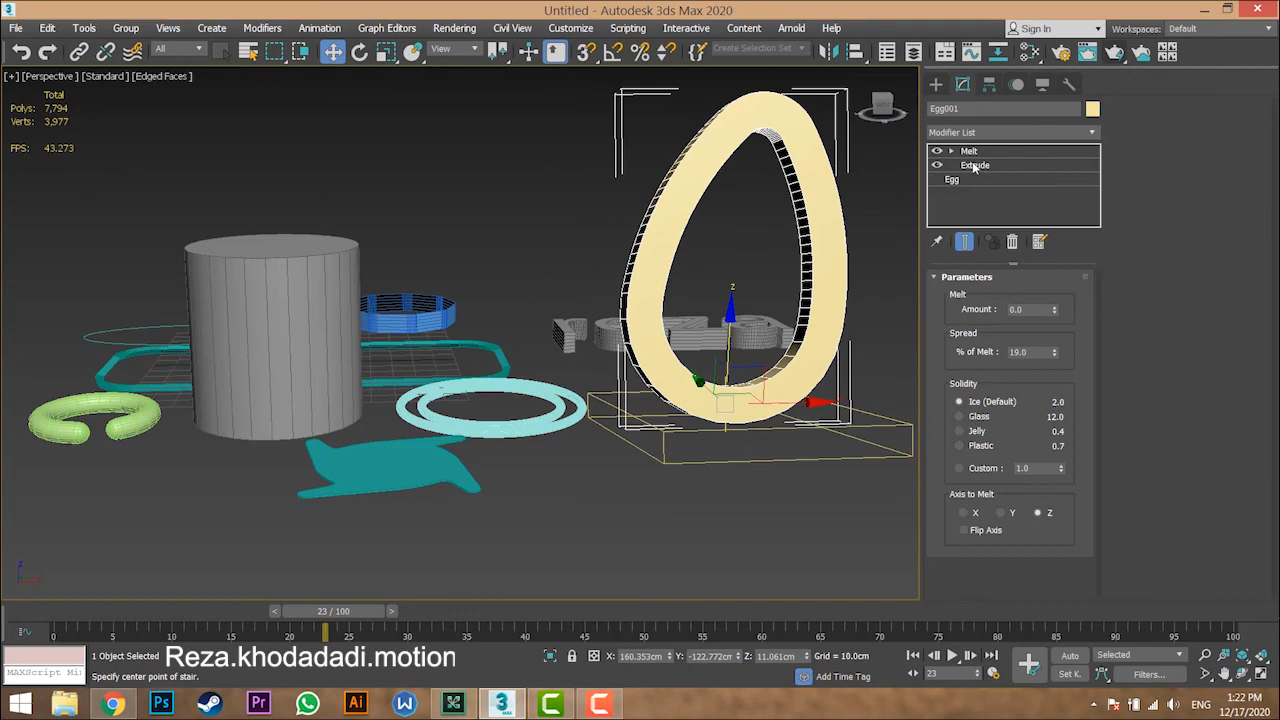 Untitled - Autodesk 3ds Max 2020
File Edit Tools Group Views Create Modifiers Animation Graph Editors Rendering Civil View Customize Scripting Interactive Content Arnold Help
Sign In Workspaces: Default
All View Create Selection Set
[+] [Perspective] [Standard] [Edged Faces]
Total
Polys: 7,794
Verts: 3,977
FPS: 43.273
z
z
Egg001
Modifier List
Melt
Extrude
Egg
Parameters
Melt
Amount : 0.0
Spread
% of Melt : 19.0
Solidity
Ice (Default) 2.0
Glass 12.0
Jelly 0.4
Plastic 0.7
Custom : 1.0
Axis to Melt
X Y Z
Flip Axis
< 23 / 100 >
0 5 10 15 20 25 30 35 40 45 50 55 60 65 70 75 80 85 90 95 100
1 Object Selected
Reza.khodadadi.motion
X: 160.353cm Y: -122.772cm Z: 11.061cm Grid = 10.0cm
Auto Selected
MAXScript Mi:
Specify center point of stair.
Add Time Tag
23
Set K. Filters...
Ps Pr Ai W 3 MAX C C
ENG
1:22 PM
12/17/2020